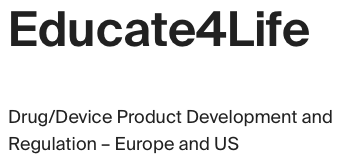 Educate4Life
Drug/Device Product Development and
Regulation – Europe and US